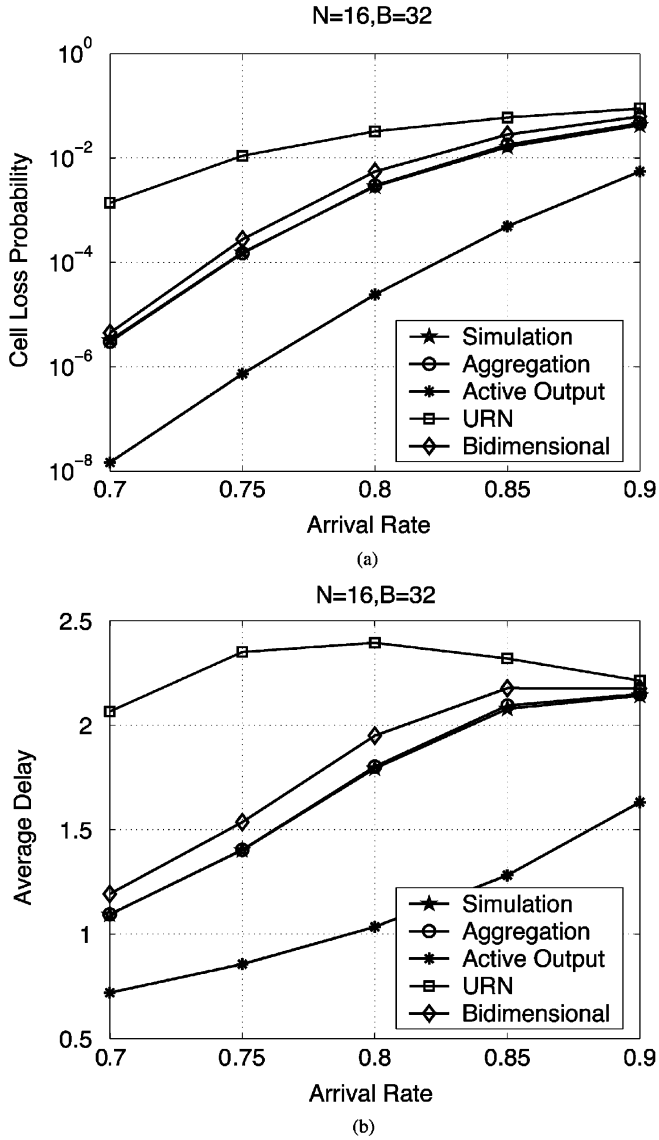 N=16,B=32
10^0
10^-2
10^-4
10^-6
10^-8
Cell Loss Probability
Simulation
Aggregation
Active Output
URN
Bidimensional
0.7 0.75 0.8 0.85 0.9
Arrival Rate
(a)
N=16,B=32
2.5
2
1.5
1
0.5
Average Delay
Simulation
Aggregation
Active Output
URN
Bidimensional
0.7 0.75 0.8 0.85 0.9
Arrival Rate
(b)